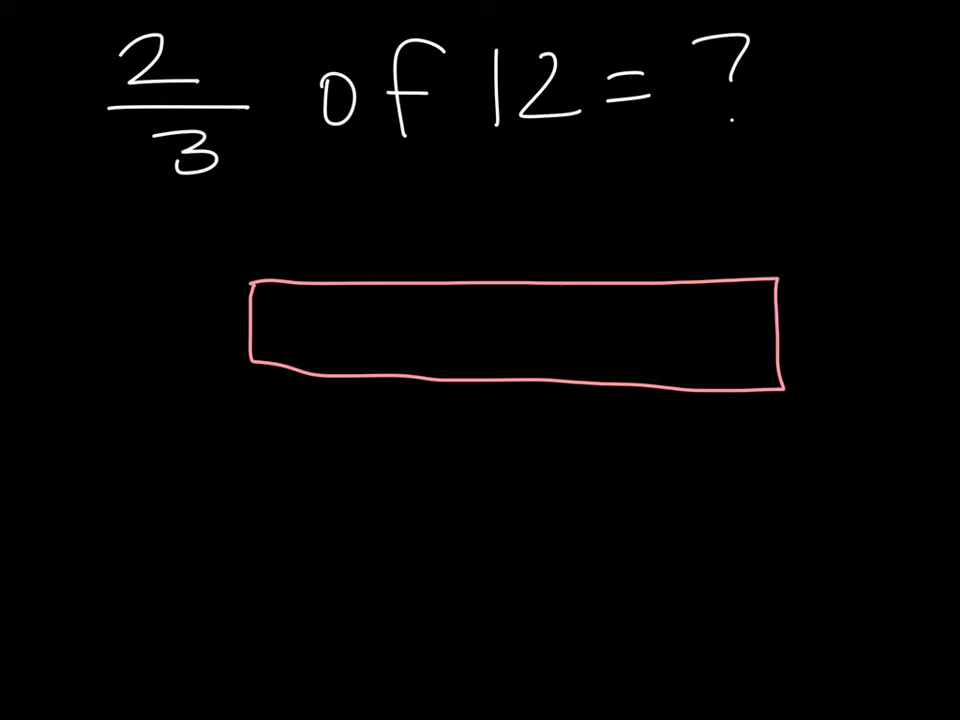 2/3 of 12 = ?